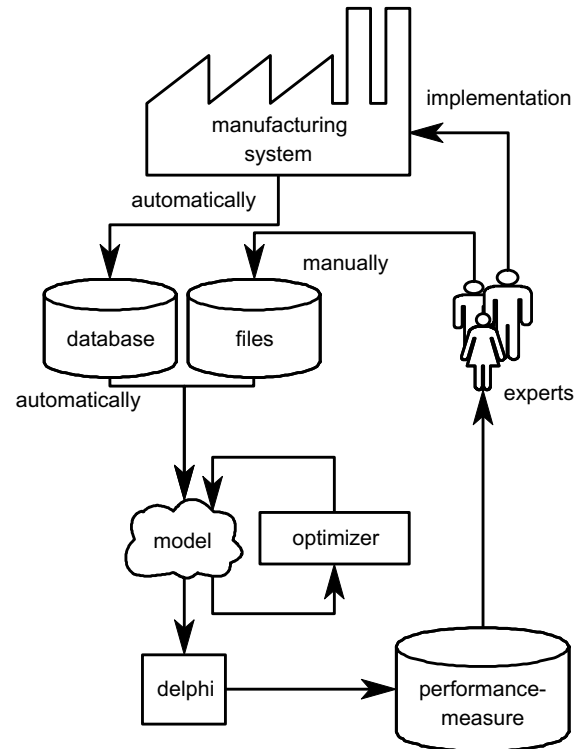 implementation
manufacturing
system
automatically
manually
database
files
automatically
experts
model
optimizer
delphi
performance-
measure